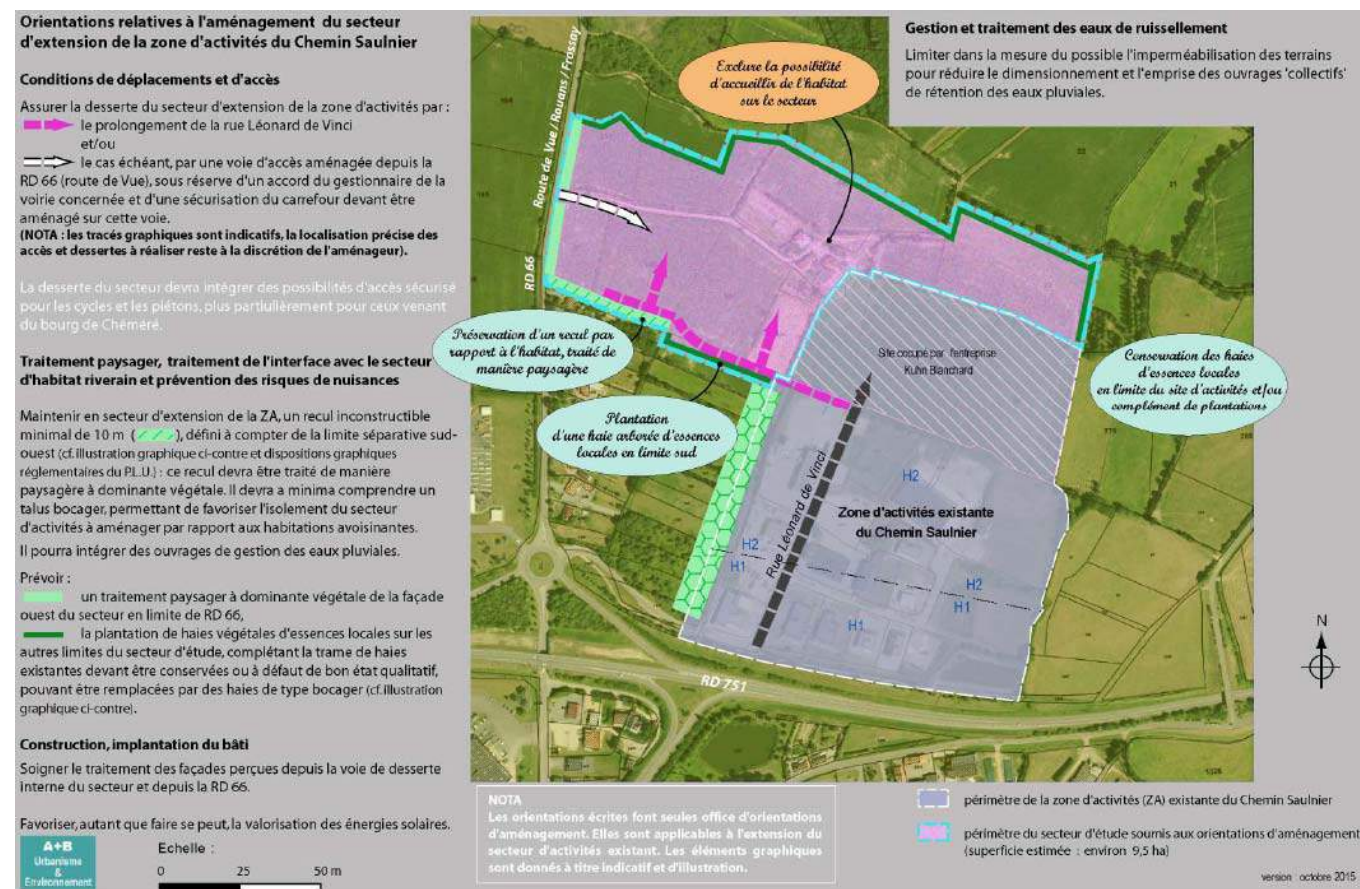 Orientations relatives à l'aménagement du secteur
d'extension de la zone d'activités du Chemin Saulnier
Conditions de déplacements et d'accès
Assurer la desserte du secteur d'extension de la zone d'activités par :
le prolongement de la rue Léonard de Vinci
et/ou
le cas échéant, par une voie d'accès aménagée depuis la
RD 66 (route de Vue), sous réserve d'un accord du gestionnaire de la
voirie concernée et d'une sécurisation du carrefour devant être
aménagé sur cette voie.
(NOTA : les tracés graphiques sont indicatifs, la localisation précise des
accès et dessertes à réaliser reste à la discrétion de l'aménageur).
La desserte du secteur devra intégrer des possibilités d'accès sécurisé
pour les cycles et les piétons, plus partiulièrement pour ceux venant
du bourg de Chéméré.
Traitement paysager, traitement de l'interface avec le secteur
d'habitat riverain et prévention des risques de nuisances
Maintenir en secteur d'extension de la ZA, un recul inconstructible
minimal de 10 m ( ), défini à compter de la limite séparative sud-
ouest (cf. illustration graphique ci-contre et dispositions graphiques
réglementaires du P.L.U.) : ce recul devra être traité de manière
paysagère à dominante végétale. Il devra a minima comprendre un
talus bocager, permettant de favoriser l'isolement du secteur
d'activités à aménager par rapport aux habitations avoisinantes.
Il pourra intégrer des ouvrages de gestion des eaux pluviales.
Prévoir :
un traitement paysager à dominante végétale de la façade
ouest du secteur en limite de RD 66,
la plantation de haies végétales d'essences locales sur les
autres limites du secteur d'étude, complétant la trame de haies
existantes devant être conservées ou à défaut de bon état qualitatif,
pouvant être remplacées par des haies de type bocager (cf. illustration
graphique ci-contre).
Construction, implantation du bâti
Soigner le traitement des façades perçues depuis la voie de desserte
interne du secteur et depuis la RD 66.
Favoriser, autant que faire se peut, la valorisation des énergies solaires.
A+B
Urbanisme
&
Environnement
Echelle :
0 25 50 m
Gestion et traitement des eaux de ruissellement
Limiter dans la mesure du possible l'imperméabilisation des terrains
pour réduire le dimensionnement et l'emprise des ouvrages 'collectifs'
de rétention des eaux pluviales.
Exclure la possibilité
d'accueillir de l'habitat
sur le secteur
Route de Vue / Rouans / Frossay
RD 66
Préservation d'un recul par
rapport à l'habitat, traité de
manière paysagère
Plantation
d'une haie arborée d'essences
locales en limite sud
Site occupé par l'entreprise
Kuhn Blanchard
Conservation des haies
d'essences locales
en limite du site d'activités et/ou
complément de plantations
Rue Léonard de Vinci
H2
Zone d'activités existante
du Chemin Saulnier
H2
H1
H2
H1
H1
RD 751
N
NOTA
Les orientations écrites font seules office d'orientations
d'aménagement. Elles sont applicables à l'extension du
secteur d'activités existant. Les éléments graphiques
sont donnés à titre indicatif et d'illustration.
périmètre de la zone d'activités (ZA) existante du Chemin Saulnier
périmètre du secteur d'étude soumis aux orientations d'aménagement
(superficie estimée : environ 9,5 ha)
version : octobre 2015